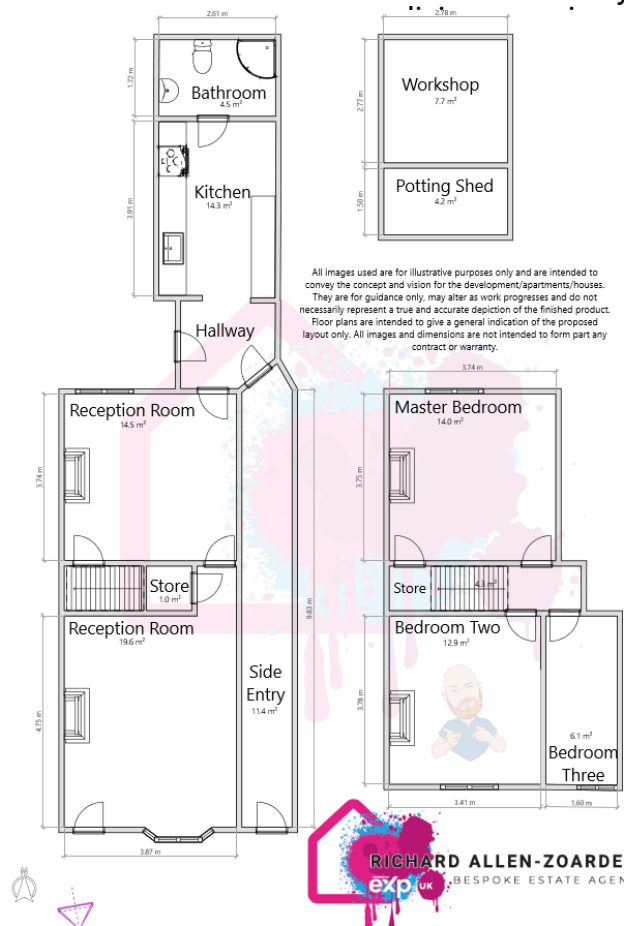 2.61 m
2.78 m
1.72 m
Bathroom
4.5 m²
2.77 m
Workshop
7.7 m²
3.91 m
Kitchen
14.3 m²
1.50 m
Potting Shed
4.2 m²
Hallway
All images used are for illustrative purposes only and are intended to
convey the concept and vision for the development/apartments/houses.
They are for guidance only, may alter as work progresses and do not
necessarily represent a true and accurate depiction of the finished product.
Floor plans are intended to give a general indication of the proposed
layout only. All images and dimensions are not intended to form part any
contract or warranty.
3.74 m
Reception Room
14.5 m²
3.74 m
Master Bedroom
14.0 m²
3.75 m
Store
1.0 m²
Store
4.3 m²
9.83 m
Reception Room
19.6 m²
4.75 m
Side
Entry
11.4 m²
Bedroom Two
12.9 m²
3.78 m
6.1 m²
Bedroom
Three
3.41 m
1.60 m
3.87 m
RICHARD ALLEN-ZOARDE
exp UK
BESPOKE ESTATE AGEN